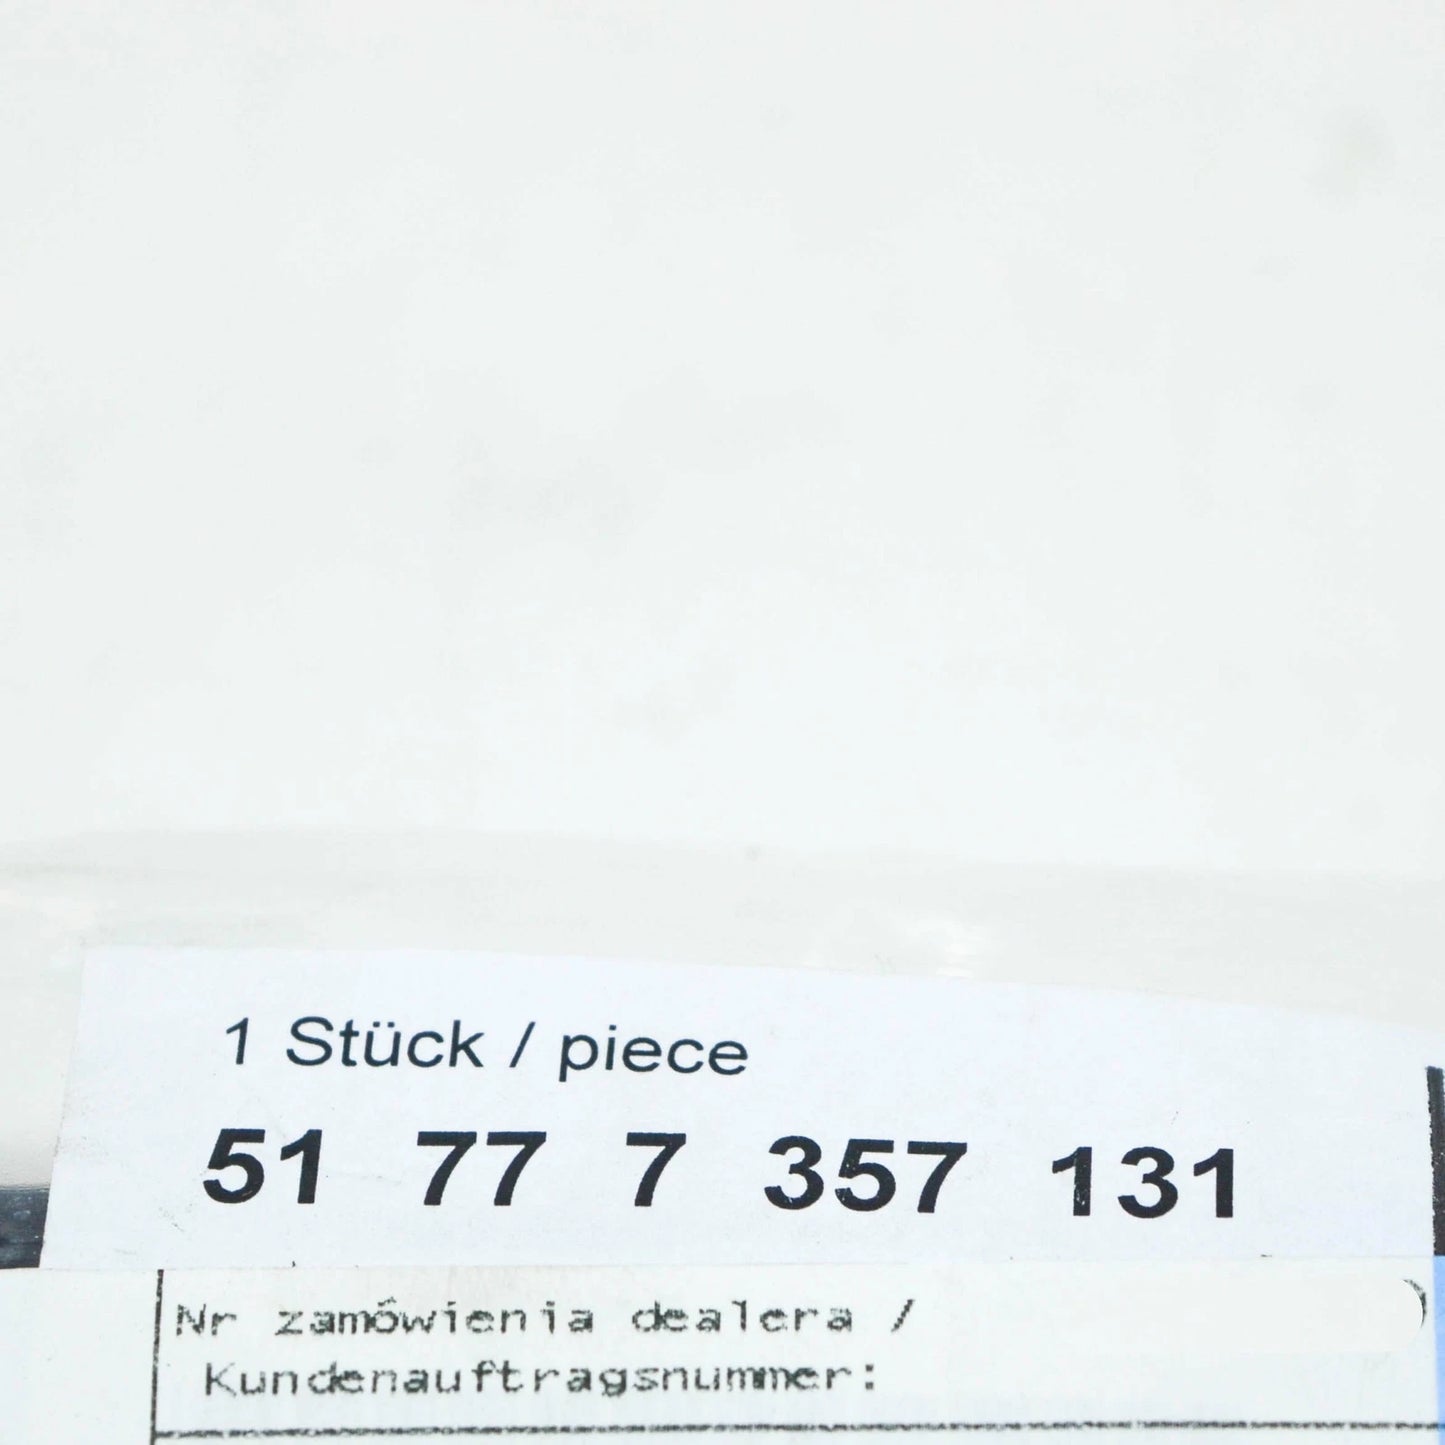 1 Stück / piece
51 77 7 357 131
Nr zamówienia dealera /
Kundenauftragsnummer: